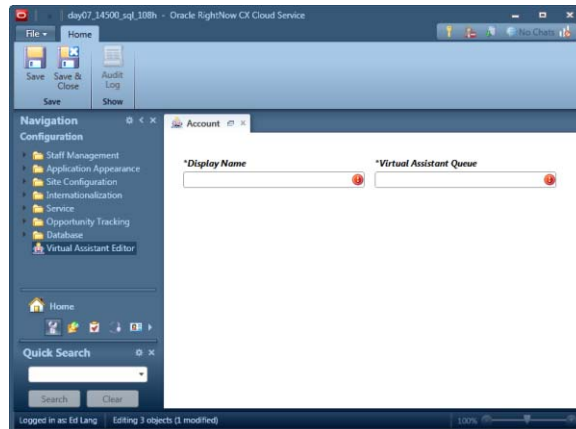 day07_14500_sql_108h - Oracle RightNow CX Cloud Service
File Home
No Chats
Save Save & Close Audit Log
Save Show
Navigation
Configuration
Staff Management
Application Appearance
Site Configuration
Internationalization
Service
Opportunity Tracking
Database
Virtual Assistant Editor
Home
Quick Search
Search Clear
Account
*Display Name *Virtual Assistant Queue
Logged in as: Ed Lang Editing 3 objects (1 modified) 100%